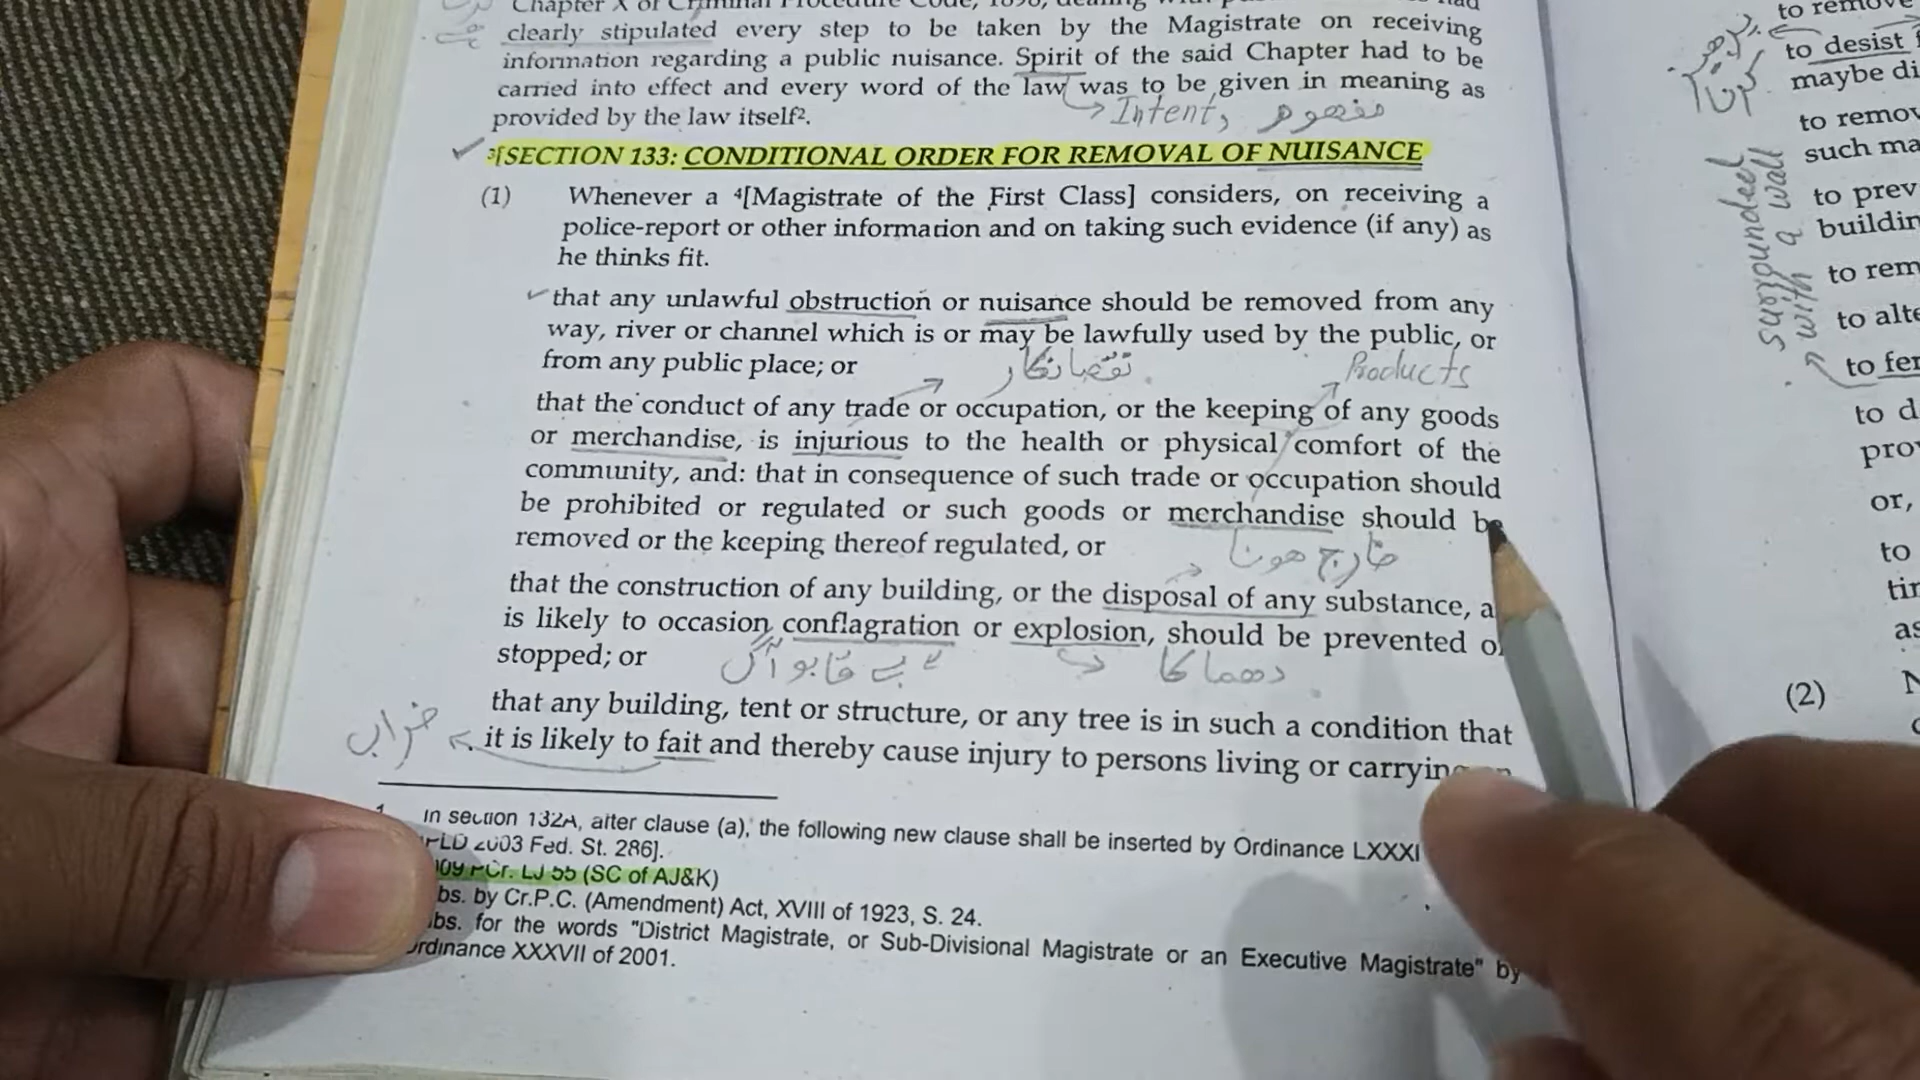 Chapter X of Criminal Procedure Code, 1898, dealing with
clearly stipulated every step to be taken by the Magistrate on receiving
information regarding a public nuisance. Spirit of the said Chapter had to be
carried into effect and every word of the law was to be given in meaning as
provided by the law itself².
Intent, مفہوم
³[SECTION 133: CONDITIONAL ORDER FOR REMOVAL OF NUISANCE
(1) Whenever a ⁴[Magistrate of the First Class] considers, on receiving a
police-report or other information and on taking such evidence (if any) as
he thinks fit.
that any unlawful obstruction or nuisance should be removed from any
way, river or channel which is or may be lawfully used by the public, or
from any public place; or
Products
that the conduct of any trade or occupation, or the keeping of any goods
or merchandise, is injurious to the health or physical comfort of the
community, and: that in consequence of such trade or occupation should
be prohibited or regulated or such goods or merchandise should be
removed or the keeping thereof regulated, or
خارج ہونا
that the construction of any building, or the disposal of any substance, a
is likely to occasion conflagration or explosion, should be prevented o
stopped; or
بے قابو آگ
دھماکا
that any building, tent or structure, or any tree is in such a condition that
خراب
it is likely to fait and thereby cause injury to persons living or carrying
1 In section 132A, after clause (a), the following new clause shall be inserted by Ordinance LXXXI
PLD 2003 Fed. St. 286].
09 PCr. LJ 55 (SC of AJ&K)
bs. by Cr.P.C. (Amendment) Act, XVIII of 1923, S. 24.
bs. for the words "District Magistrate, or Sub-Divisional Magistrate or an Executive Magistrate" by
rdinance XXXVII of 2001.
to remove
to desist
maybe di
to remov
such ma
to prev
buildin
to rem
to alte
to fer
surrounded
with a wall
to d
pro
or,
to
tir
as
(2)